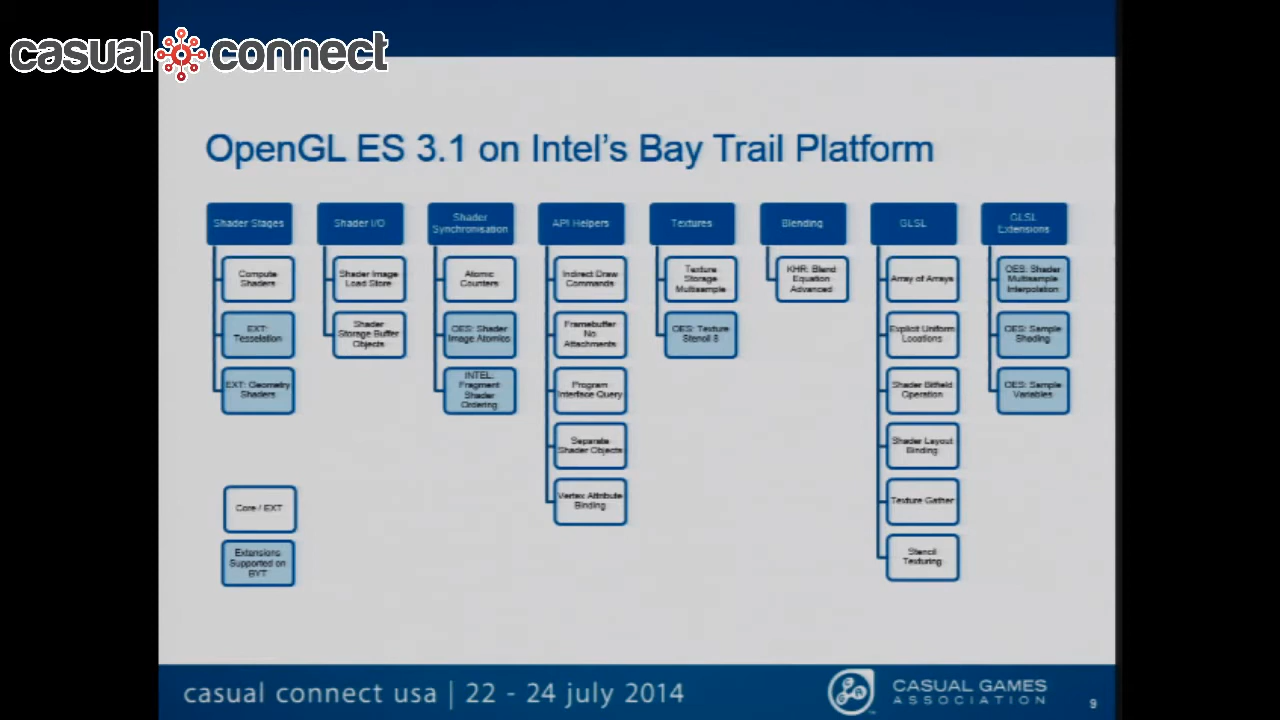 casual connect
OpenGL ES 3.1 on Intel's Bay Trail Platform
Shader Stages
Compute
Shaders
EXT:
Tesselation
EXT: Geometry
Shaders
Shader I/O
Shader Image
Load Store
Shader
Storage Buffer
Objects
Shader
Synchronisation
Atomic
Counters
OES: Shader
Image Atomics
INTEL:
Fragment
Shader
Ordering
API Helpers
Indirect Draw
Commands
Framebuffer
No
Attachments
Program
Interface Query
Separate
Shader Objects
Vertex Attribute
Binding
Textures
Texture
Storage
Multisample
OES: Texture
Stencil 8
Blending
KHR: Blend
Equation
Advanced
GLSL
Array of Arrays
Explicit Uniform
Locations
Shader Bitfield
Operation
Shader Layout
Binding
Texture Gather
Stencil
Texturing
GLSL
Extensions
OES: Shader
Multisample
Interpolation
OES: Sample
Shading
OES: Sample
Variables
Core / EXT
Extensions
Supported on
BYT
casual connect usa | 22 - 24 july 2014
CASUAL GAMES
ASSOCIATION
9